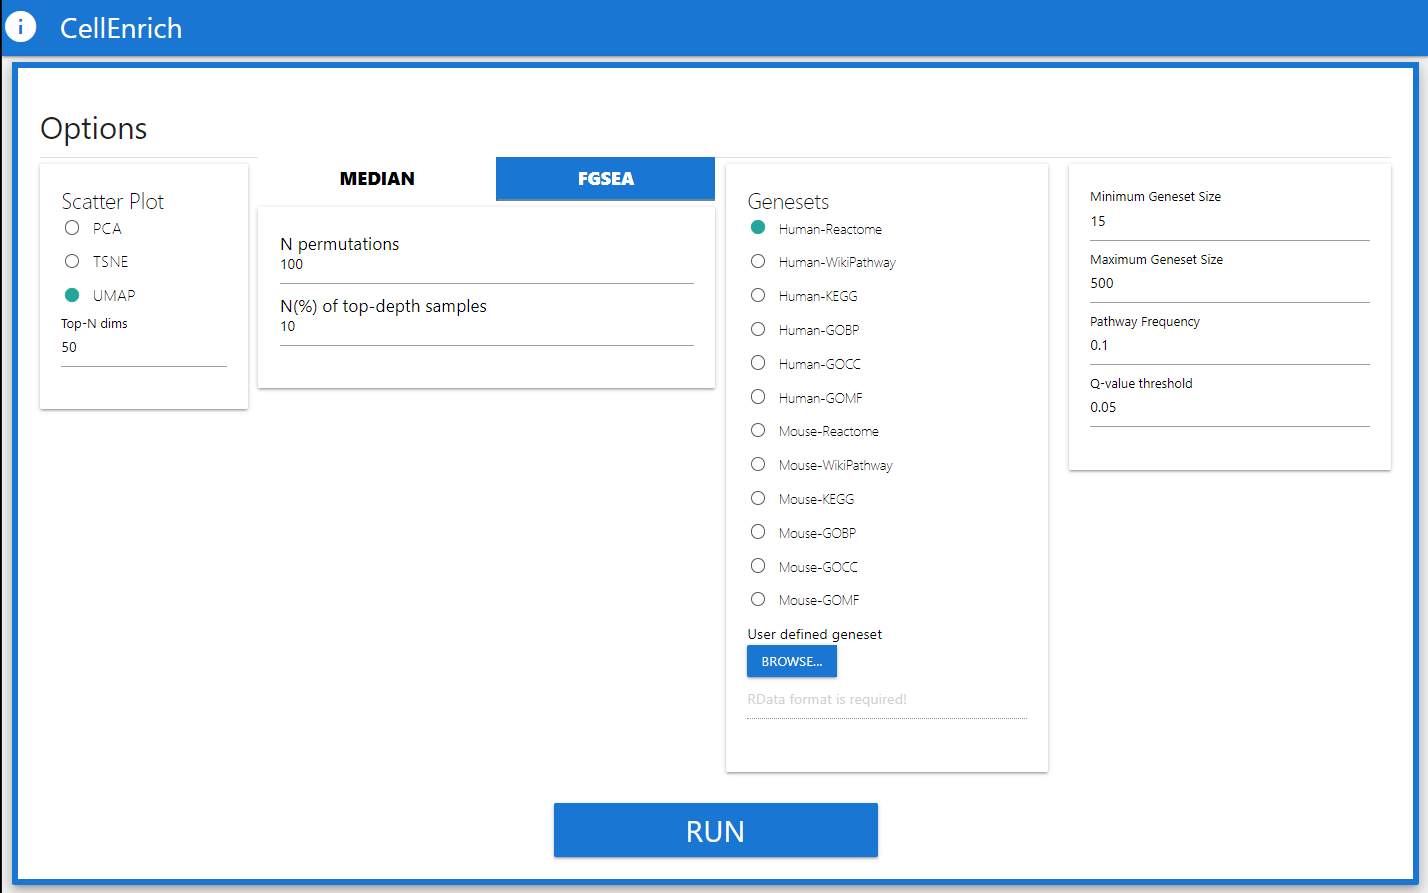 i
CellEnrich
Options
Scatter Plot
PCA
TSNE
UMAP
Top-N dims
50
MEDIAN
FGSEA
N permutations
100
N(%) of top-depth samples
10
Genesets
Human-Reactome
Human-WikiPathway
Human-KEGG
Human-GOBP
Human-GOCC
Human-GOMF
Mouse-Reactome
Mouse-WikiPathway
Mouse-KEGG
Mouse-GOBP
Mouse-GOCC
Mouse-GOMF
User defined geneset
BROWSE...
RData format is required!
Minimum Geneset Size
15
Maximum Geneset Size
500
Pathway Frequency
0.1
Q-value threshold
0.05
RUN